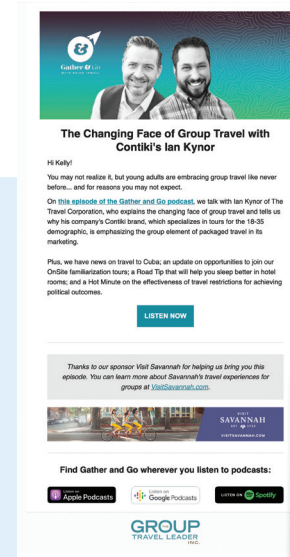 Gather & Go
The Changing Face of Group Travel with
Contiki's Ian Kynor
Hi Kelly!
You may not realize it, but young adults are embracing group travel like never
before... and for reasons you may not expect.
On this episode of the Gather and Go podcast, we talk with Ian Kynor of The
Travel Corporation, who explains the changing face of group travel and tells us
why his company's Contiki brand, which specializes in tours for the 18-35
demographic, is emphasizing the group element of packaged travel in its
marketing.
Plus, we have news on travel to Cuba; an update on opportunities to join our
OnSite familiarization tours; a Road Tip that will help you sleep better in hotel
rooms; and a Hot Minute on the effectiveness of travel restrictions for achieving
political outcomes.
LISTEN NOW
Thanks to our sponsor Visit Savannah for helping us bring you this
episode. You can learn more about Savannah's travel experiences for
groups at VisitSavannah.com.
VISIT
SAVANNAH
EST. 1733
VISITSAVANNAH.COM
Find Gather and Go wherever you listen to podcasts:
Listen on
Apple Podcasts
Listen on
Google Podcasts
LISTEN ON Spotify
GROUP
TRAVEL LEADER
INC.